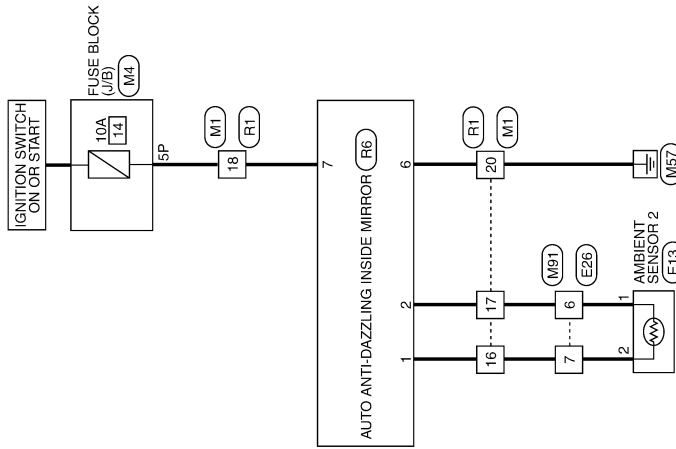 IGNITION SWITCH
ON OR START
FUSE BLOCK
(J/B)
M4
10A
14
5P
18
M1
R1
7
AUTO ANTI-DAZZLING INSIDE MIRROR
R6
1
2
6
16
17
20
R1
M1
7
6
M91
E26
2
1
AMBIENT
SENSOR 2
E13
M57